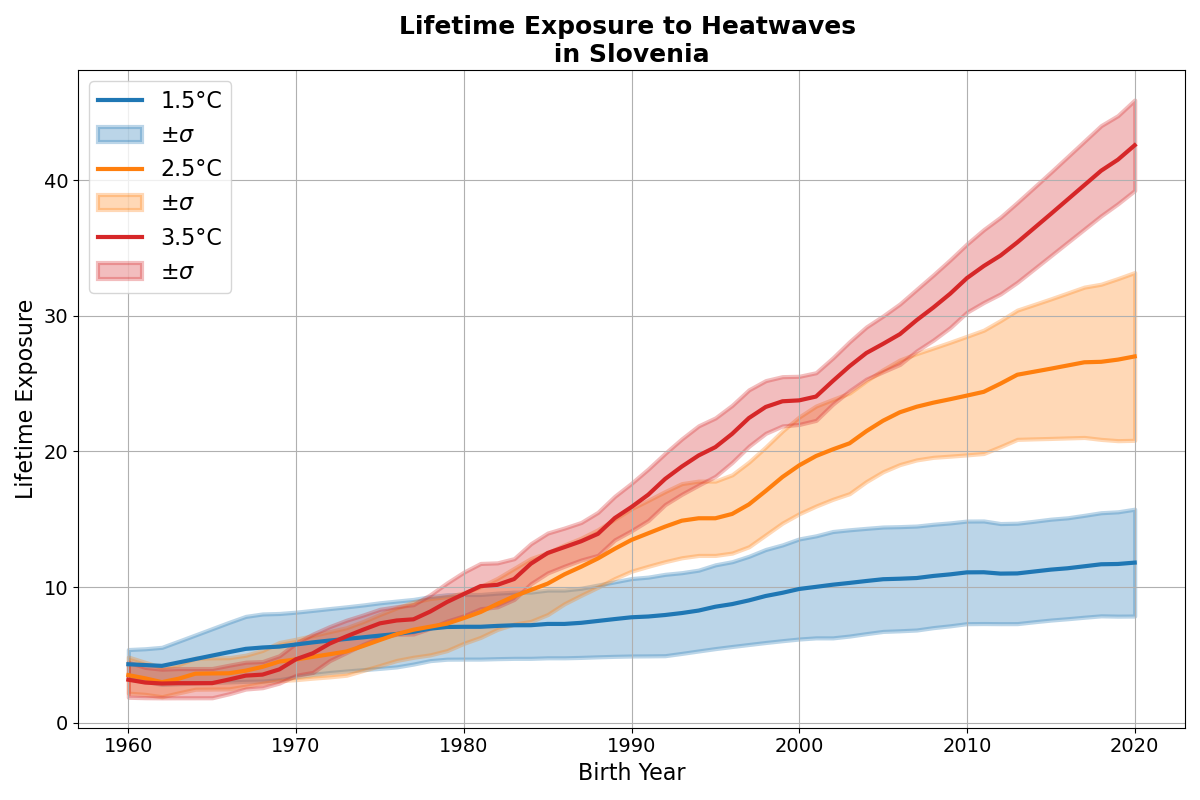 Lifetime Exposure to Heatwaves
in Slovenia
1.5°C
±σ
2.5°C
±σ
3.5°C
±σ
Lifetime Exposure
40
30
20
10
0
1960 1970 1980 1990 2000 2010 2020
Birth Year